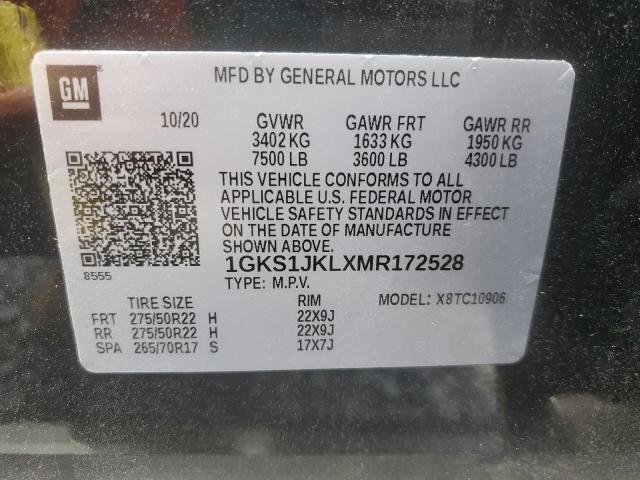 GM
MFD BY GENERAL MOTORS LLC
10/20 GVWR GAWR FRT GAWR RR
3402 KG 1633 KG 1950 KG
7500 LB 3600 LB 4300 LB
THIS VEHICLE CONFORMS TO ALL
APPLICABLE U.S. FEDERAL MOTOR
VEHICLE SAFETY STANDARDS IN EFFECT
ON THE DATE OF MANUFACTURE
SHOWN ABOVE.
8555
1GKS1JKLXMR172528
TYPE: M.P.V. MODEL: X8TC10906
TIRE SIZE RIM
FRT 275/50R22 H 22X9J
RR 275/50R22 H 22X9J
SPA 265/70R17 S 17X7J